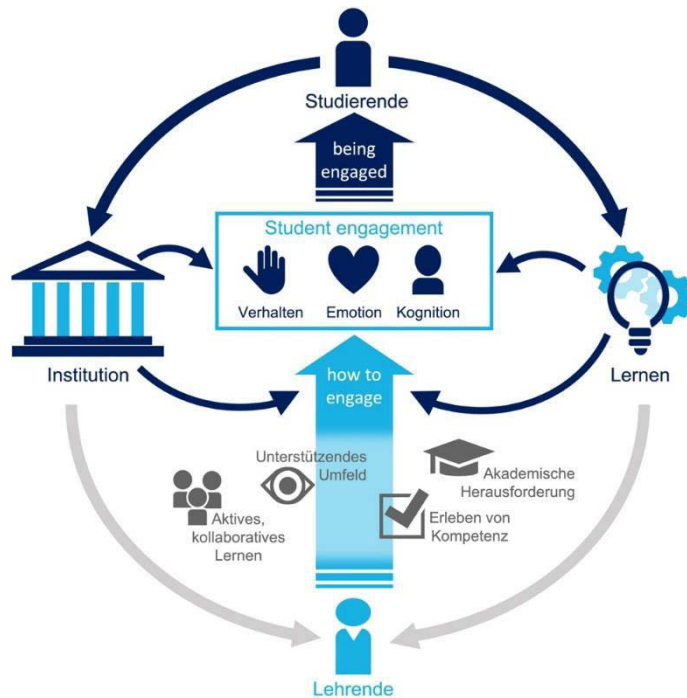 Studierende
being
engaged
Student engagement
Verhalten
Emotion
Kognition
Institution
Lernen
how to
engage
Unterstützendes
Umfeld
Akademische
Herausforderung
Aktives,
kollaboratives
Lernen
Erleben von
Kompetenz
Lehrende